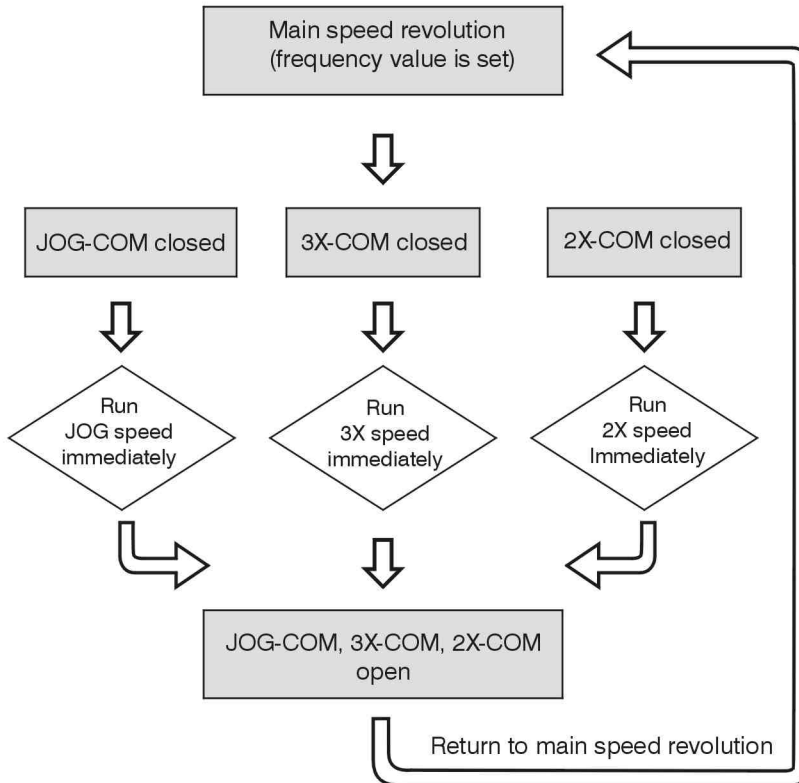 Main speed revolution
(frequency value is set)
JOG-COM closed
3X-COM closed
2X-COM closed
Run
JOG speed
immediately
Run
3X speed
immediately
Run
2X speed
Immediately
JOG-COM, 3X-COM, 2X-COM
open
Return to main speed revolution